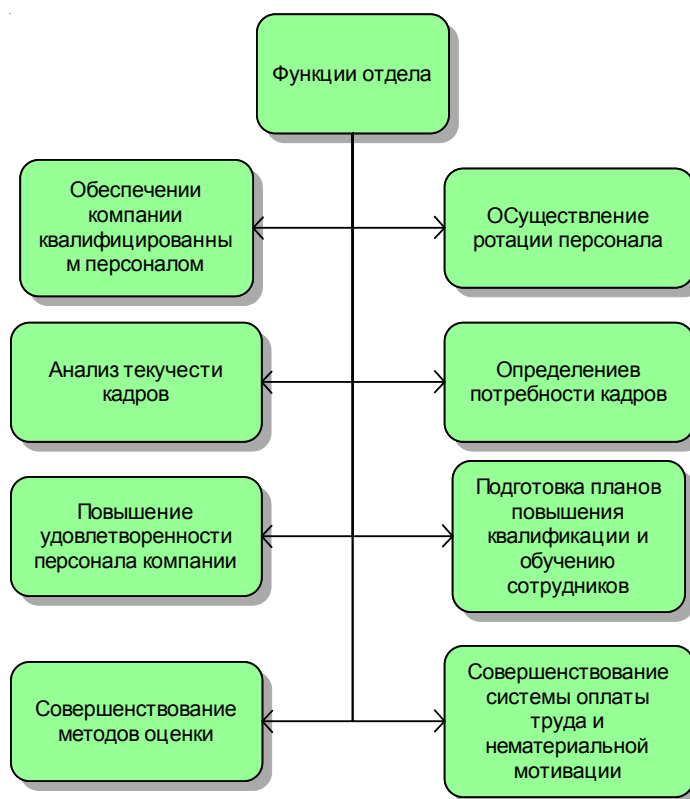 Функции отдела
Обеспечении
компании
квалифицированны
м персоналом
ОСуществление
ротации персонала
Анализ текучести
кадров
Определениев
потребности кадров
Повышение
удовлетворенности
персонала компании
Подготовка планов
повышения
квалификации и
обучению
сотрудников
Совершенствование
методов оценки
Совершенствование
системы оплаты
труда и
нематериальной
мотивации